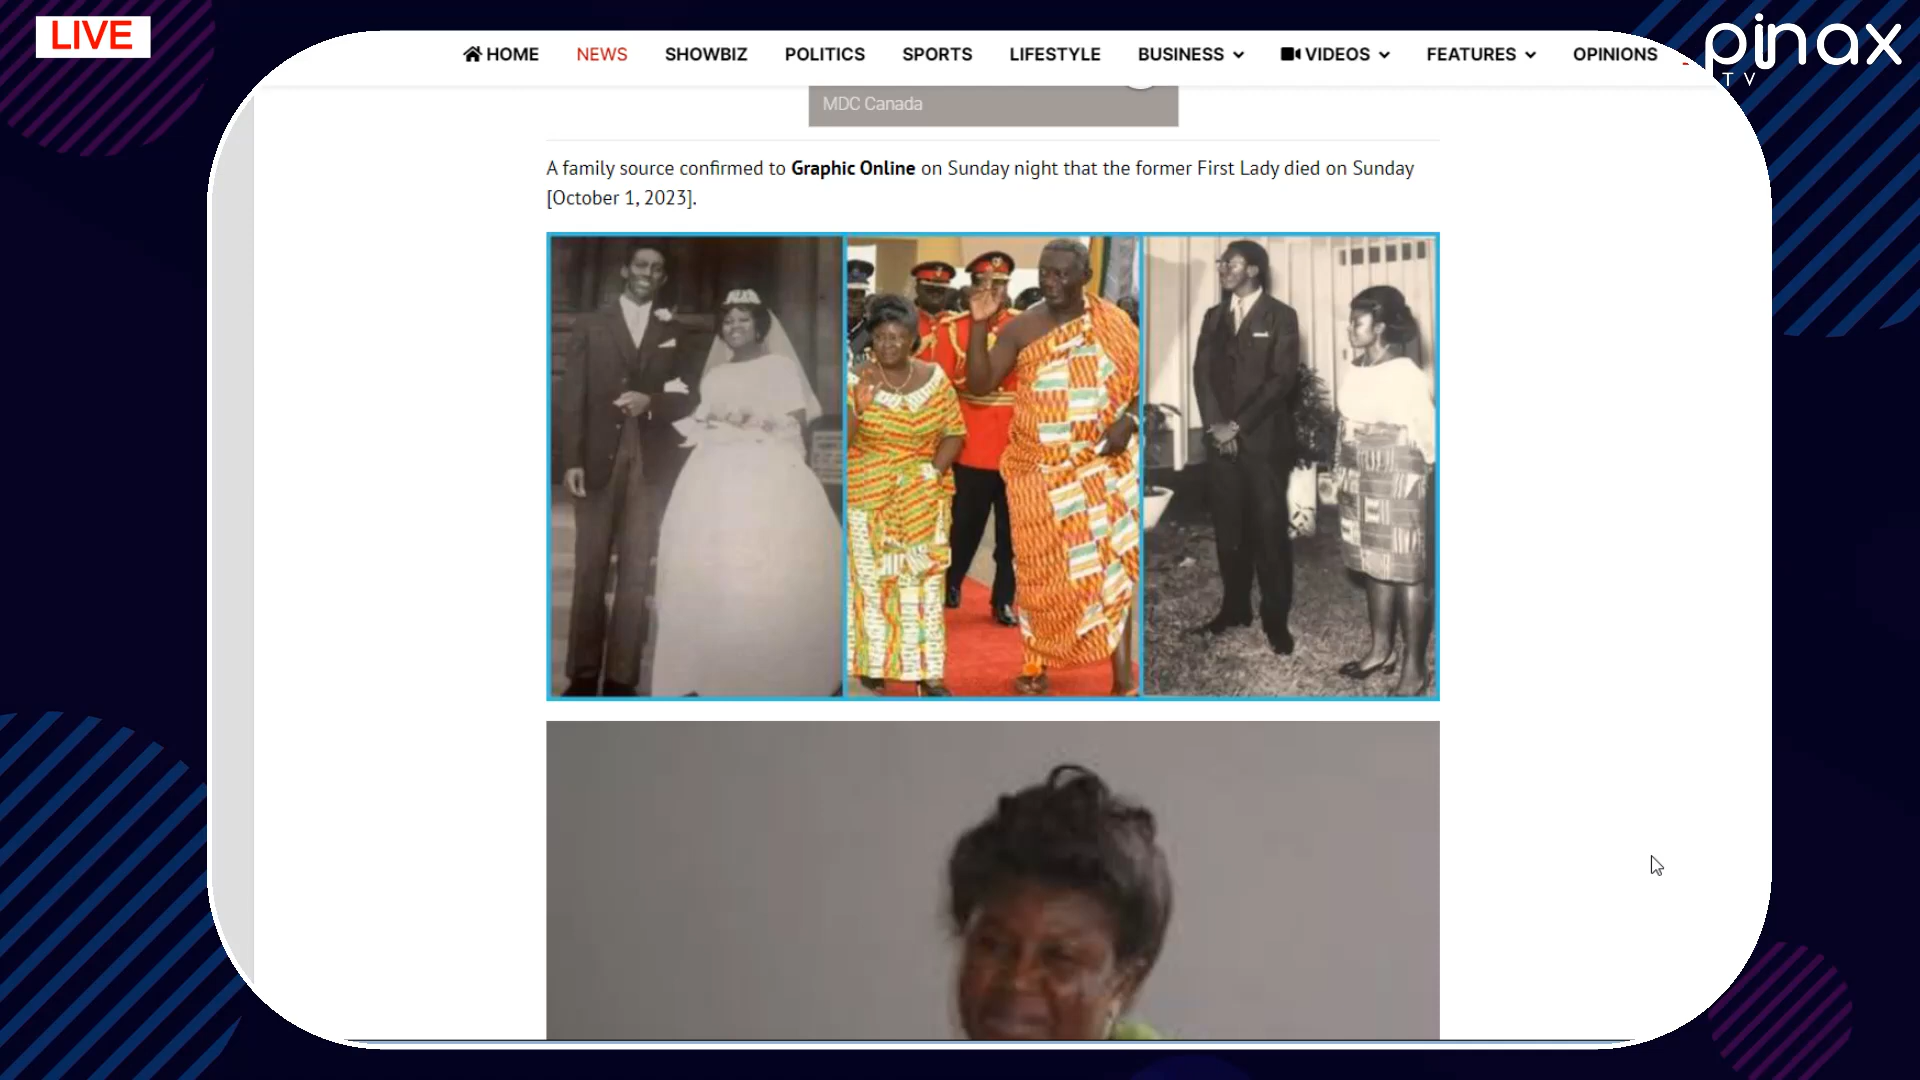 LIVE
HOME NEWS SHOWBIZ POLITICS SPORTS LIFESTYLE BUSINESS VIDEOS FEATURES OPINIONS
pinax
TV
MDC Canada
A family source confirmed to Graphic Online on Sunday night that the former First Lady died on Sunday
[October 1, 2023].